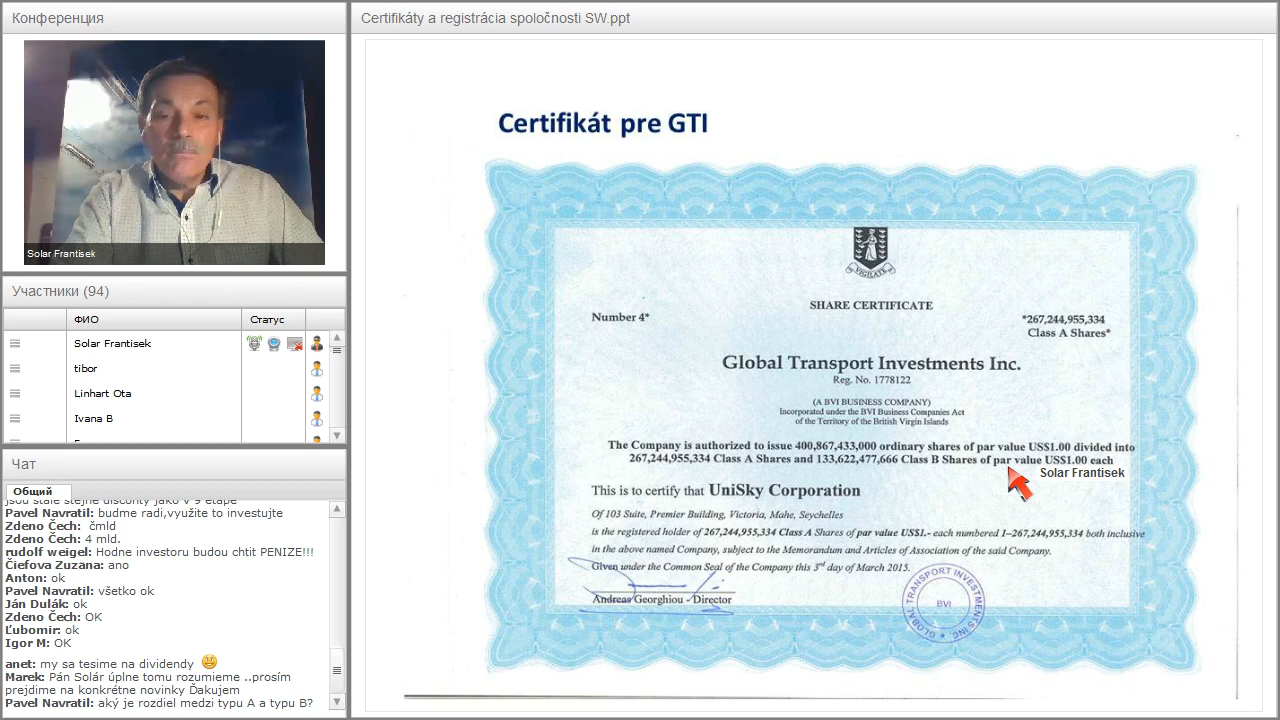 Конференция
Solar Frantisek
Участники (94)
ФИО
Статус
Solar Frantisek
tibor
Linhart Ota
Ivana B
Чат
Общий
jsou stále stejné disconty jako v 9 etapě
Pavel Navratil: budme radi,využite to investujte
Zdeno Čech: čmld
Zdeno Čech: 4 mld.
rudolf weigel: Hodne investoru budou chtit PENIZE!!!
Čiefova Zuzana: ano
Anton: ok
Pavel Navratil: všetko ok
Ján Dulák: ok
Zdeno Čech: OK
Ľubomir: ok
Igor M: OK
anet: my sa tesime na dividendy
Marek: Pán Solár úplne tomu rozumieme ..prosím
prejdime na konkrétne novinky Ďakujem
Pavel Navratil: aký je rozdiel medzi typu A a typu B?
Certifikáty a registrácia spoločnosti SW.ppt
Certifikát pre GTI
VIGILATE
SHARE CERTIFICATE
Number 4*
*267,244,955,334
Class A Shares*
Global Transport Investments Inc.
Reg. No. 1778122
(A BVI BUSINESS COMPANY)
Incorporated under the BVI Business Companies Act
of the Territory of the British Virgin Islands
The Company is authorized to issue 400,867,433,000 ordinary shares of par value US$1.00 divided into
267,244,955,334 Class A Shares and 133,622,477,666 Class B Shares of par value US$1.00 each
Solar Frantisek
This is to certify that UniSky Corporation
Of 103 Suite, Premier Building, Victoria, Mahe, Seychelles
is the registered holder of 267,244,955,334 Class A Shares of par value US$1.- each numbered 1–267,244,955,334 both inclusive
in the above named Company, subject to the Memorandum and Articles of Association of the said Company.
Given under the Common Seal of the Company this 3rd day of March 2015.
Andreas Georghiou - Director
GLOBAL TRANSPORT INVESTMENTS INC
BVI